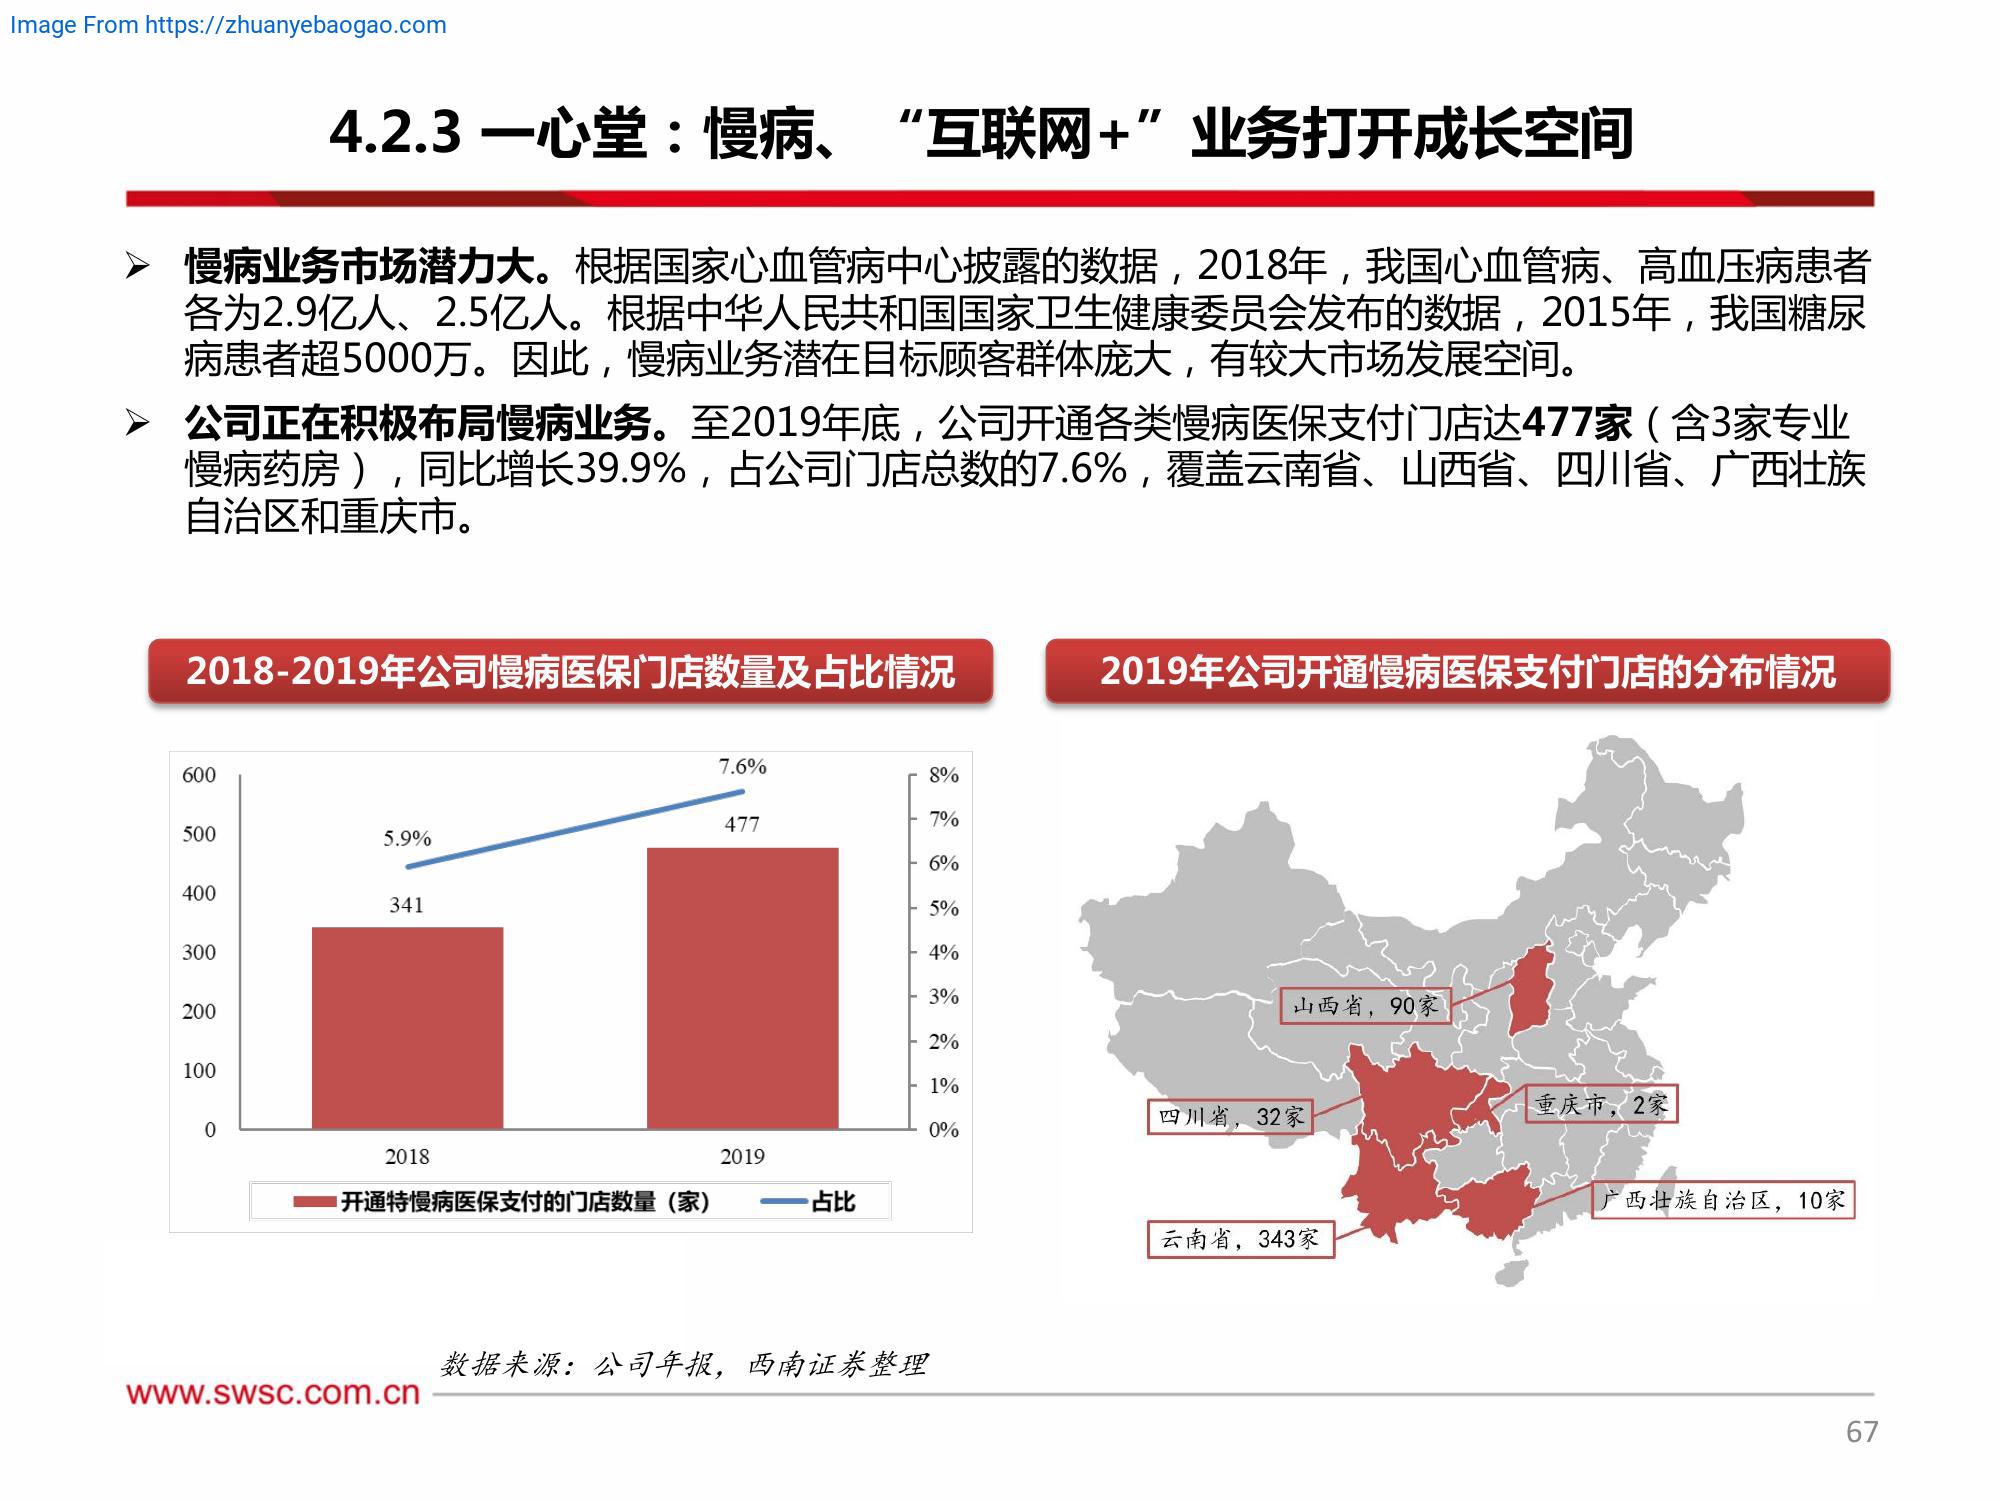 Image From https://zhuanyebaogao.com
4.2.3 一心堂：慢病、“互联网+”业务打开成长空间
➢ 慢病业务市场潜力大。根据国家心血管病中心披露的数据，2018年，我国心血管病、高血压病患者
各为2.9亿人、2.5亿人。根据中华人民共和国国家卫生健康委员会发布的数据，2015年，我国糖尿
病患者超5000万。因此，慢病业务潜在目标顾客群体庞大，有较大市场发展空间。
➢ 公司正在积极布局慢病业务。至2019年底，公司开通各类慢病医保支付门店达477家（含3家专业
慢病药房），同比增长39.9%，占公司门店总数的7.6%，覆盖云南省、山西省、四川省、广西壮族
自治区和重庆市。
2018-2019年公司慢病医保门店数量及占比情况
600
500
400
300
200
100
0
8%
7%
6%
5%
4%
3%
2%
1%
0%
5.9%
7.6%
341
477
2018
2019
开通特慢病医保支付的门店数量（家）
占比
2019年公司开通慢病医保支付门店的分布情况
山西省，90家
四川省，32家
重庆市，2家
广西壮族自治区，10家
云南省，343家
数据来源：公司年报，西南证券整理
www.swsc.com.cn
67